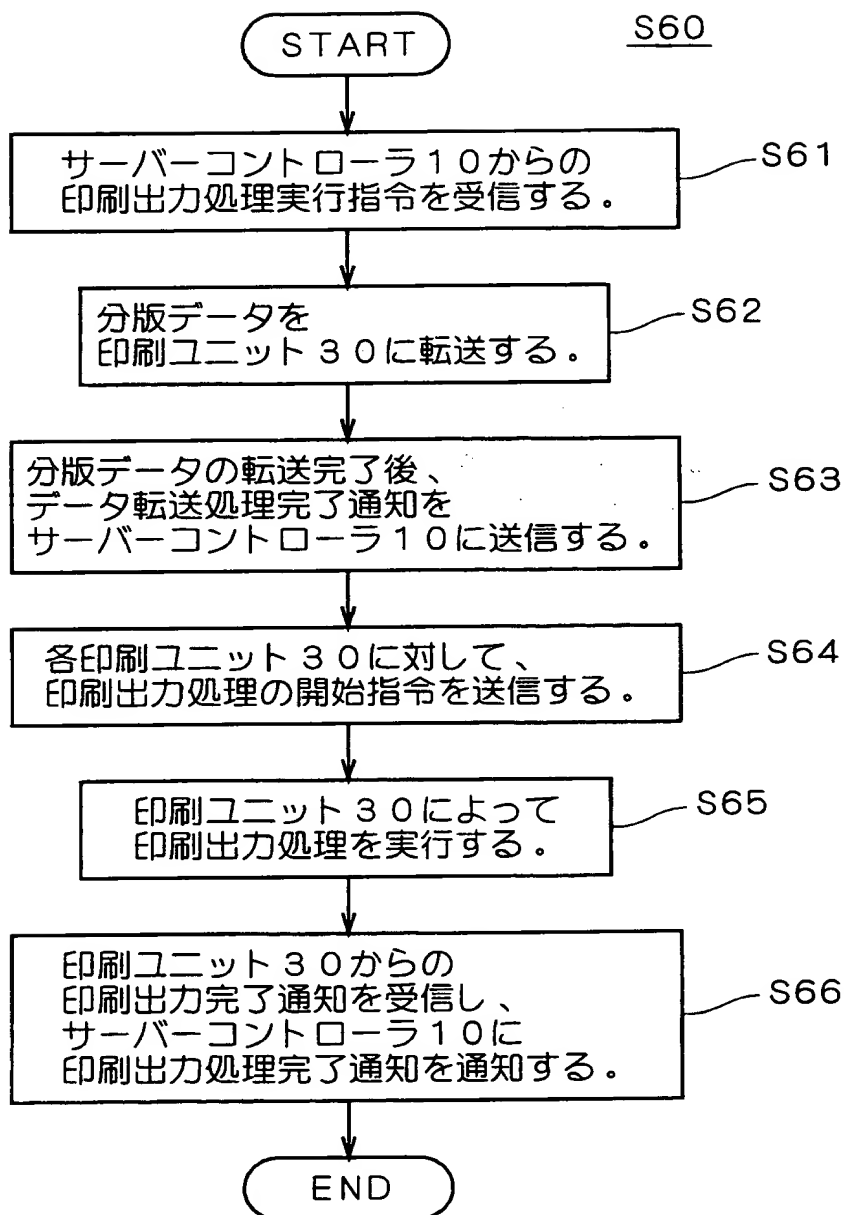 START
S60
サーバーコントローラ10からの
印刷出力処理実行指令を受信する。
S61
分版データを
印刷ユニット30に転送する。
S62
分版データの転送完了後、
データ転送処理完了通知を
サーバーコントローラ10に送信する。
S63
各印刷ユニット30に対して、
印刷出力処理の開始指令を送信する。
S64
印刷ユニット30によって
印刷出力処理を実行する。
S65
印刷ユニット30からの
印刷出力完了通知を受信し、
サーバーコントローラ10に
印刷出力処理完了通知を通知する。
S66
END